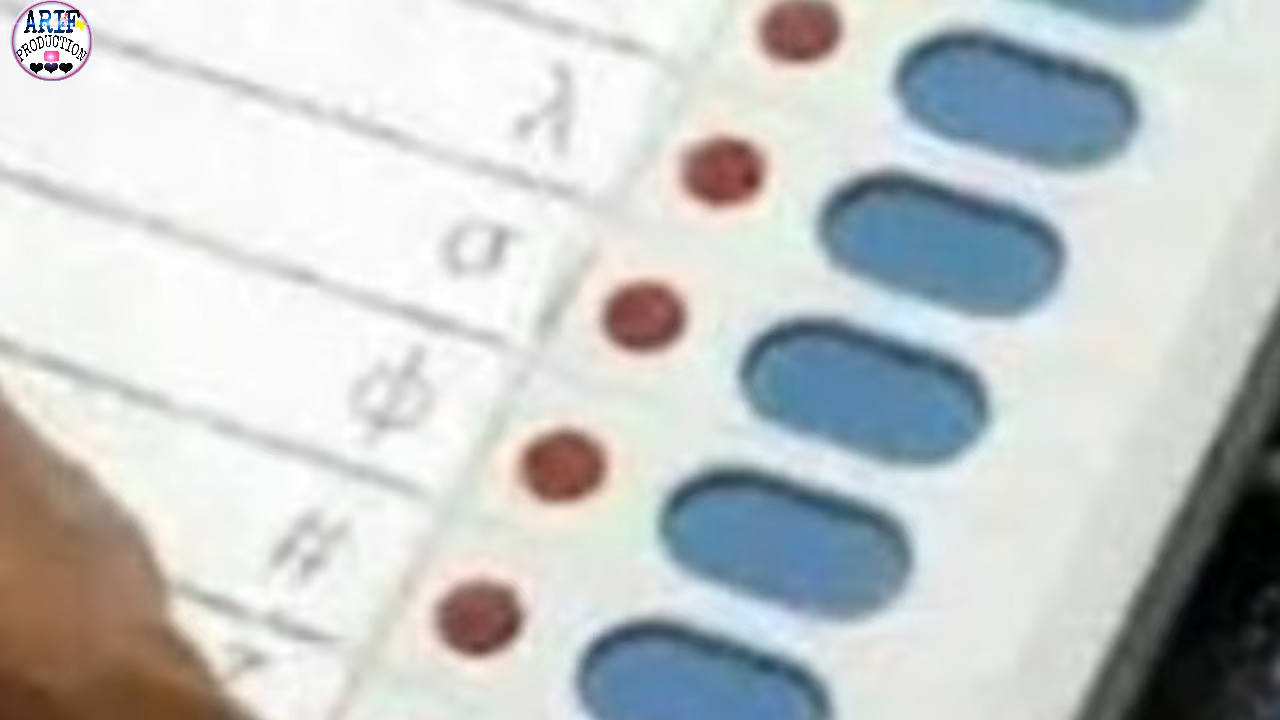 ARIF
PRODUCTION
λ
σ
ф
#